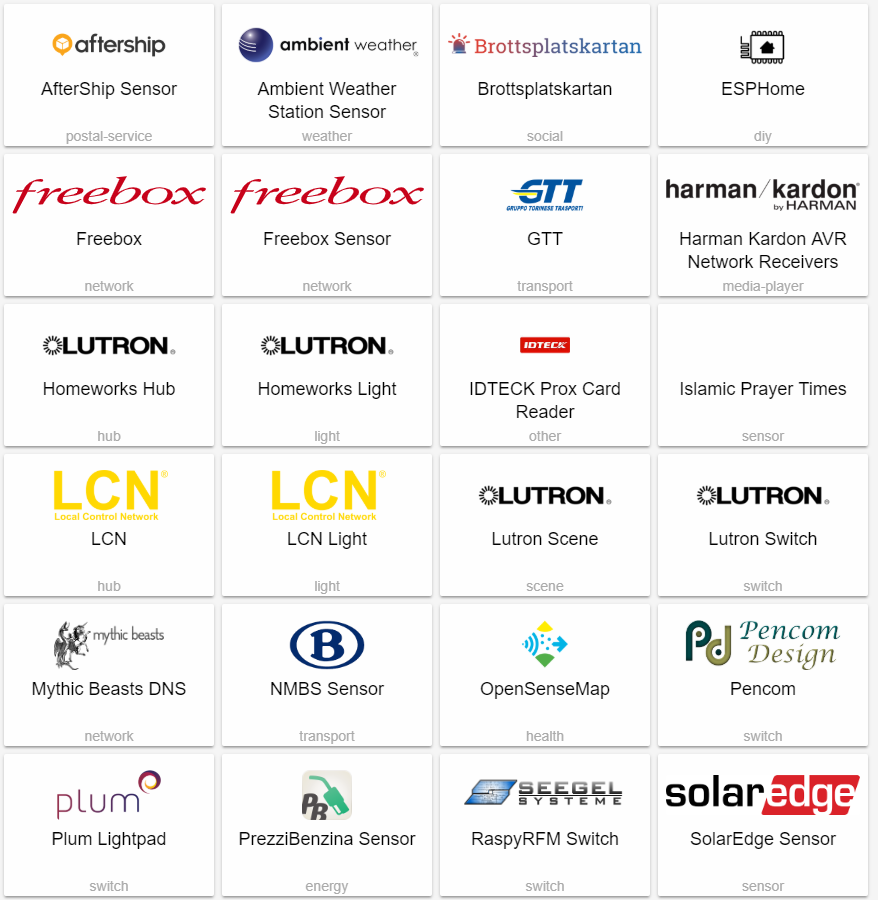 aftership
AfterShip Sensor
postal-service
ambient weather®
Ambient Weather
Station Sensor
weather
Brottsplatskartan
Brottsplatskartan
social
ESPHome
diy
freebox
Freebox
network
freebox
Freebox Sensor
network
GTT
GRUPPO TORINESE TRASPORTI
GTT
transport
harman/kardon®
by HARMAN
Harman Kardon AVR
Network Receivers
media-player
LUTRON®
Homeworks Hub
hub
LUTRON®
Homeworks Light
light
IDTECK
IDTECK Prox Card
Reader
other
Islamic Prayer Times
sensor
LCN®
Local Control Network
LCN
hub
LCN®
Local Control Network
LCN Light
light
LUTRON®
Lutron Scene
scene
LUTRON®
Lutron Switch
switch
mythic beasts
Mythic Beasts DNS
network
B
NMBS Sensor
transport
OpenSenseMap
health
Pd Pencom
Design
Pencom
switch
plum
Plum Lightpad
switch
PB
PrezziBenzina Sensor
energy
SEEGEL
SYSTEME
RaspyRFM Switch
switch
solaredge
SolarEdge Sensor
sensor